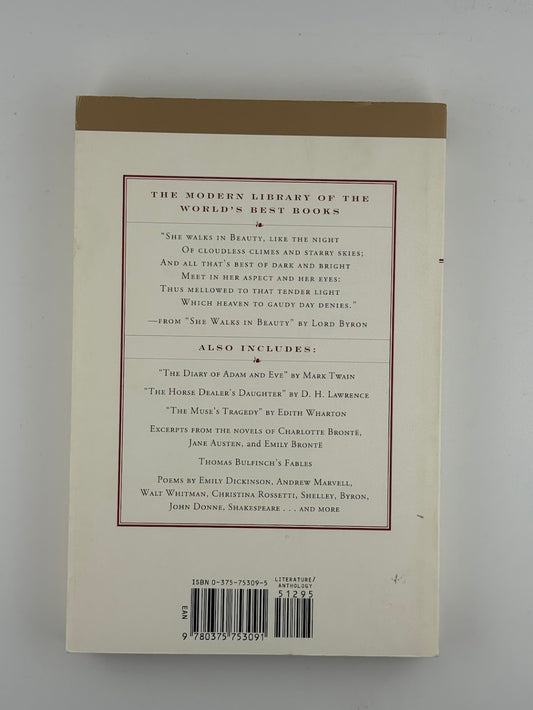 THE MODERN LIBRARY OF THE
WORLD'S BEST BOOKS
"SHE WALKS IN BEAUTY, LIKE THE NIGHT
OF CLOUDLESS CLIMES AND STARRY SKIES;
AND ALL THAT'S BEST OF DARK AND BRIGHT
MEET IN HER ASPECT AND HER EYES:
THUS MELLOWED TO THAT TENDER LIGHT
WHICH HEAVEN TO GAUDY DAY DENIES."
—FROM "SHE WALKS IN BEAUTY" BY LORD BYRON
ALSO INCLUDES:
"THE DIARY OF ADAM AND EVE" BY MARK TWAIN
"THE HORSE DEALER'S DAUGHTER" BY D. H. LAWRENCE
"THE MUSE'S TRAGEDY" BY EDITH WHARTON
EXCERPTS FROM THE NOVELS OF CHARLOTTE BRONTË,
JANE AUSTEN, AND EMILY BRONTË
THOMAS BULFINCH'S FABLES
POEMS BY EMILY DICKINSON, ANDREW MARVELL,
WALT WHITMAN, CHRISTINA ROSSETTI, SHELLEY, BYRON,
JOHN DONNE, SHAKESPEARE . . . AND MORE
ISBN 0-375-75309-5
LITERATURE/
ANTHOLOGY
51295
EAN
9 780375 753091